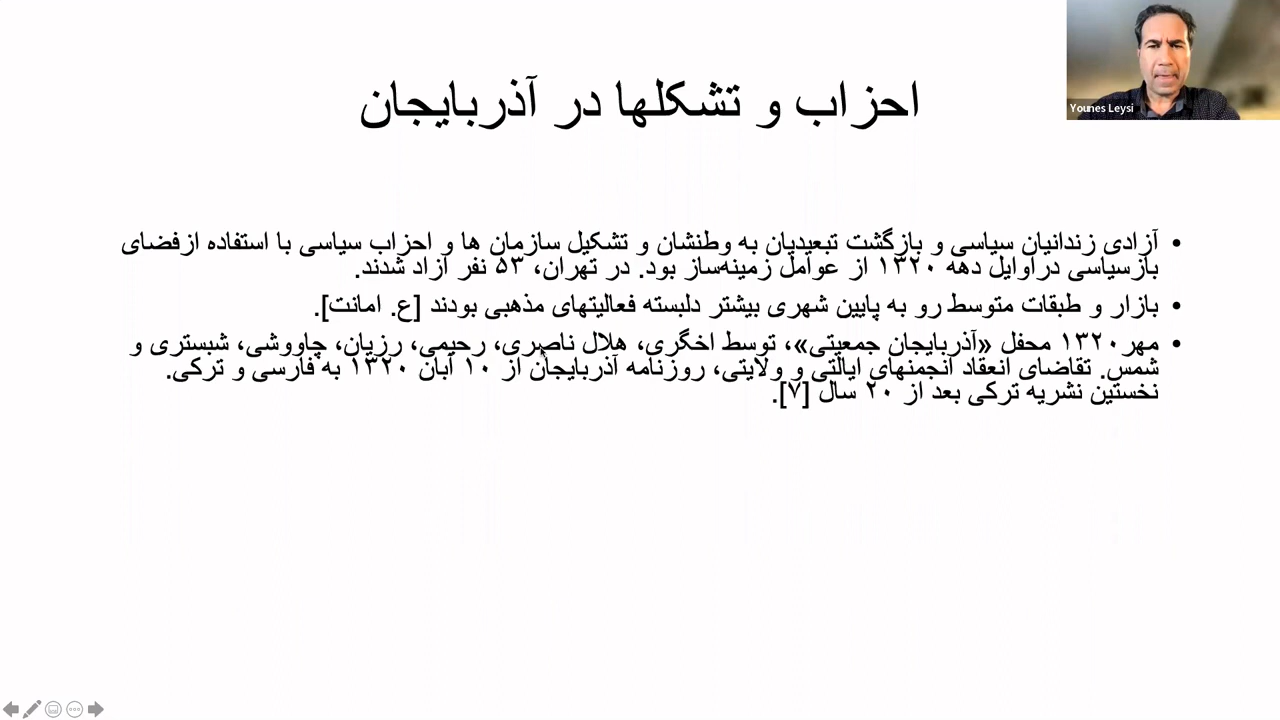 احزاب و تشکلها در آذربایجان
Younes Leysi
• آزادی زندانیان سیاسی و بازگشت تبعیدیان به وطنشان و تشکیل سازمان ها و احزاب سیاسی با استفاده ازفضای
بازسیاسی دراوایل دهه ۱۳۲۰ از عوامل زمینه‌ساز بود. در تهران، ۵۳ نفر آزاد شدند.
• بازار و طبقات متوسط رو به پایین شهری بیشتر دلبسته فعالیتهای مذهبی بودند [ع. امانت].
• مهر۱۳۲۰ محفل «آذربایجان جمعیتی»، توسط اخگری، هلال ناصری، رحیمی، رزیان، چاووشی، شبستری و
شمس. تقاضای انعقاد انجمنهای ایالتی و ولایتی، روزنامه آذربایجان از ۱۰ آبان ۱۳۲۰ به فارسی و ترکی.
نخستین نشریه ترکی بعد از ۲۰ سال [۷].